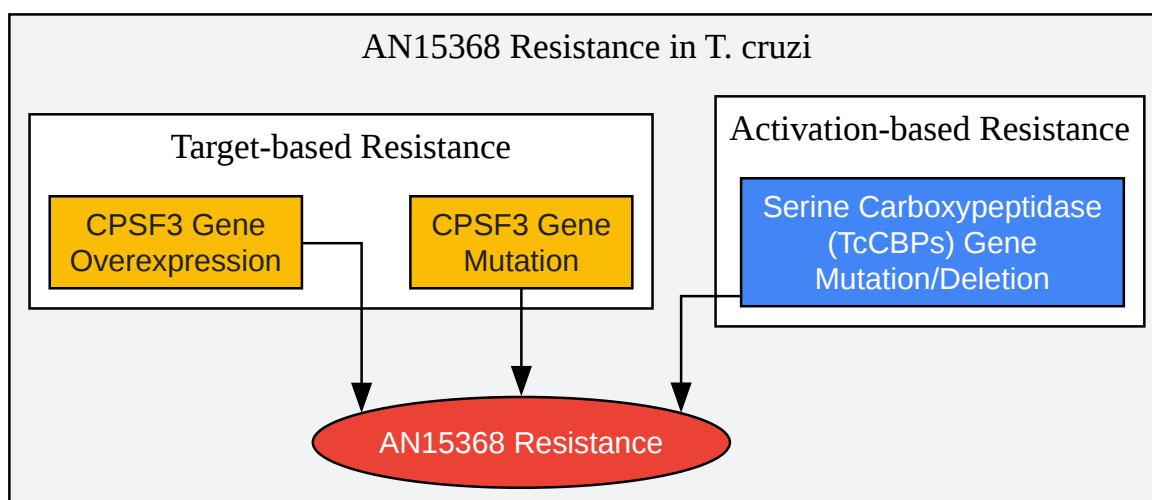 AN15368 Resistance in T. cruzi
Target-based Resistance
CPSF3 Gene
Overexpression
CPSF3 Gene
Mutation
Activation-based Resistance
Serine Carboxypeptidase
(TcCBPs) Gene
Mutation/Deletion
AN15368 Resistance